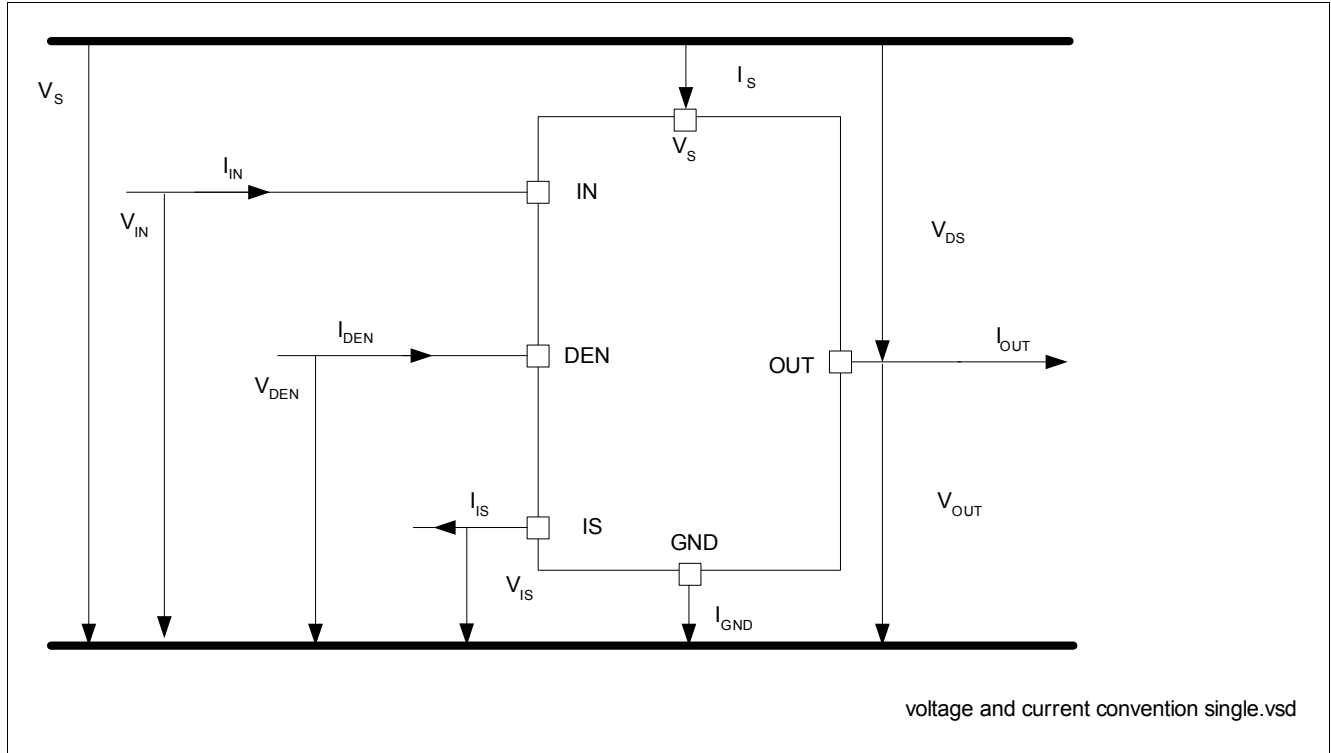 V_S
I_S
V_S
I_IN
IN
V_IN
V_DS
I_DEN
DEN
V_DEN
I_OUT
OUT
I_IS
IS
V_IS
V_OUT
GND
I_GND
voltage and current convention single.vsd